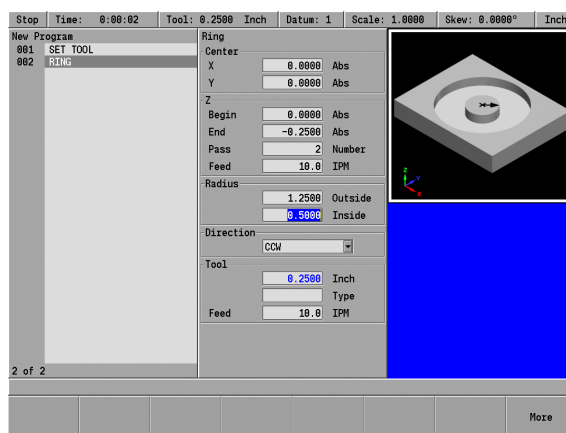 Stop Time: 0:00:02 Tool: 0.2500 Inch Datum: 1 Scale: 1.0000 Skew: 0.0000° Inch
New Program
001 SET TOOL
002 RING
2 of 2
Ring
Center
X 0.0000 Abs
Y 0.0000 Abs
Z
Begin 0.0000 Abs
End -0.2500 Abs
Pass 2 Number
Feed 10.0 IPM
Radius
1.2500 Outside
0.5000 Inside
Direction
CCW
Tool
0.2500 Inch
Type
Feed 10.0 IPM
Z
Y
X
More